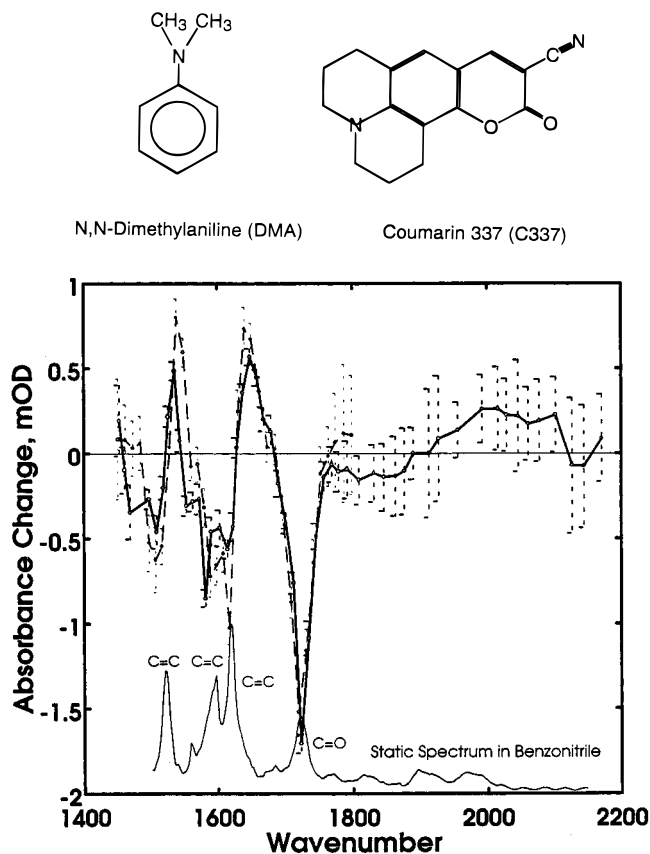 CH3 CH3
N
N
O
O
C
N
N,N-Dimethylaniline (DMA)
Coumarin 337 (C337)
1
0.5
0
-0.5
-1
-1.5
-2
Absorbance Change, mOD
C=C
C=C
C=C
C=O
Static Spectrum in Benzonitrile
1400
1600
1800
2000
2200
Wavenumber